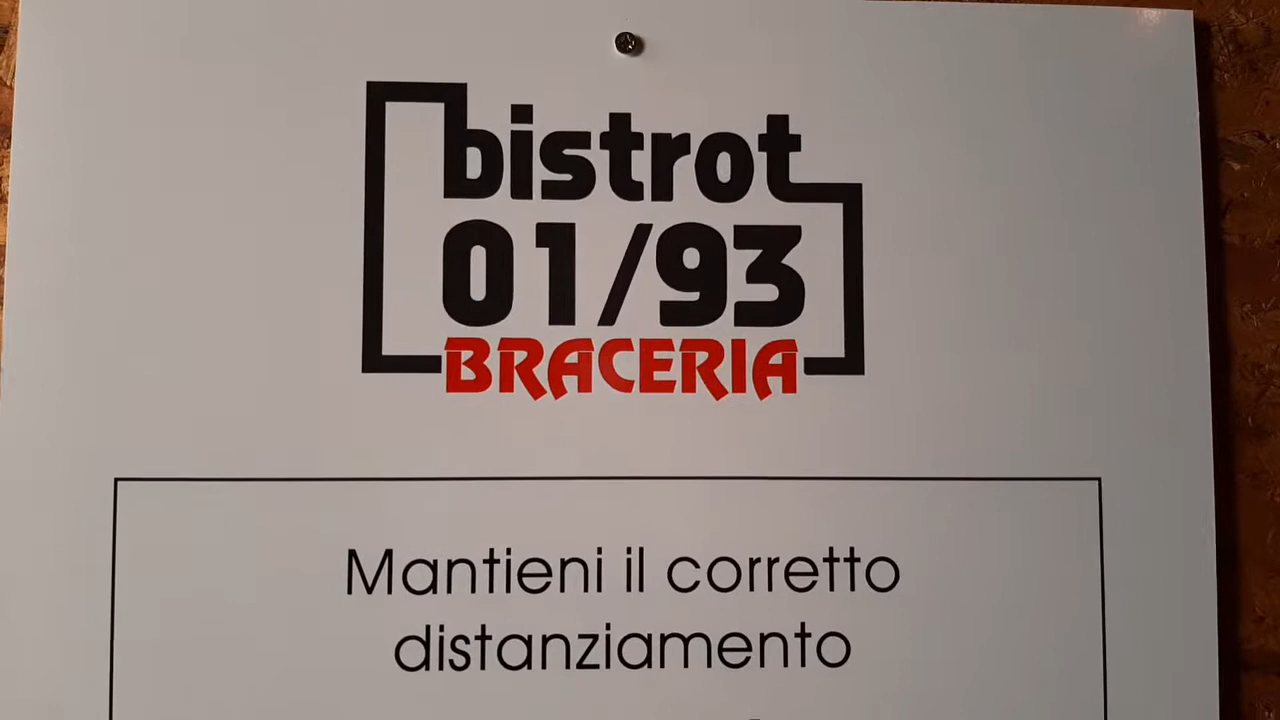 bistrot
01/93
BRACERIA
Mantieni il corretto
distanziamento